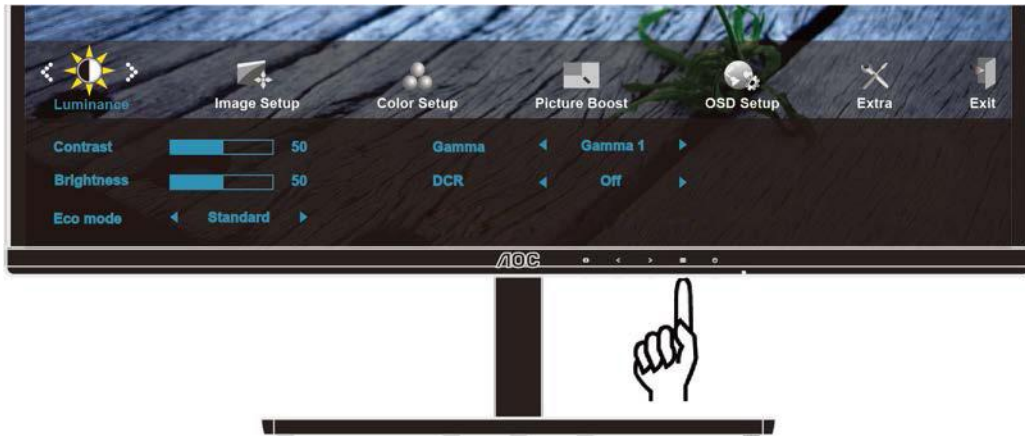 Luminance Image Setup Color Setup Picture Boost OSD Setup Extra Exit
Contrast 50 Gamma Gamma 1
Brightness 50 DCR Off
Eco mode Standard
AOC